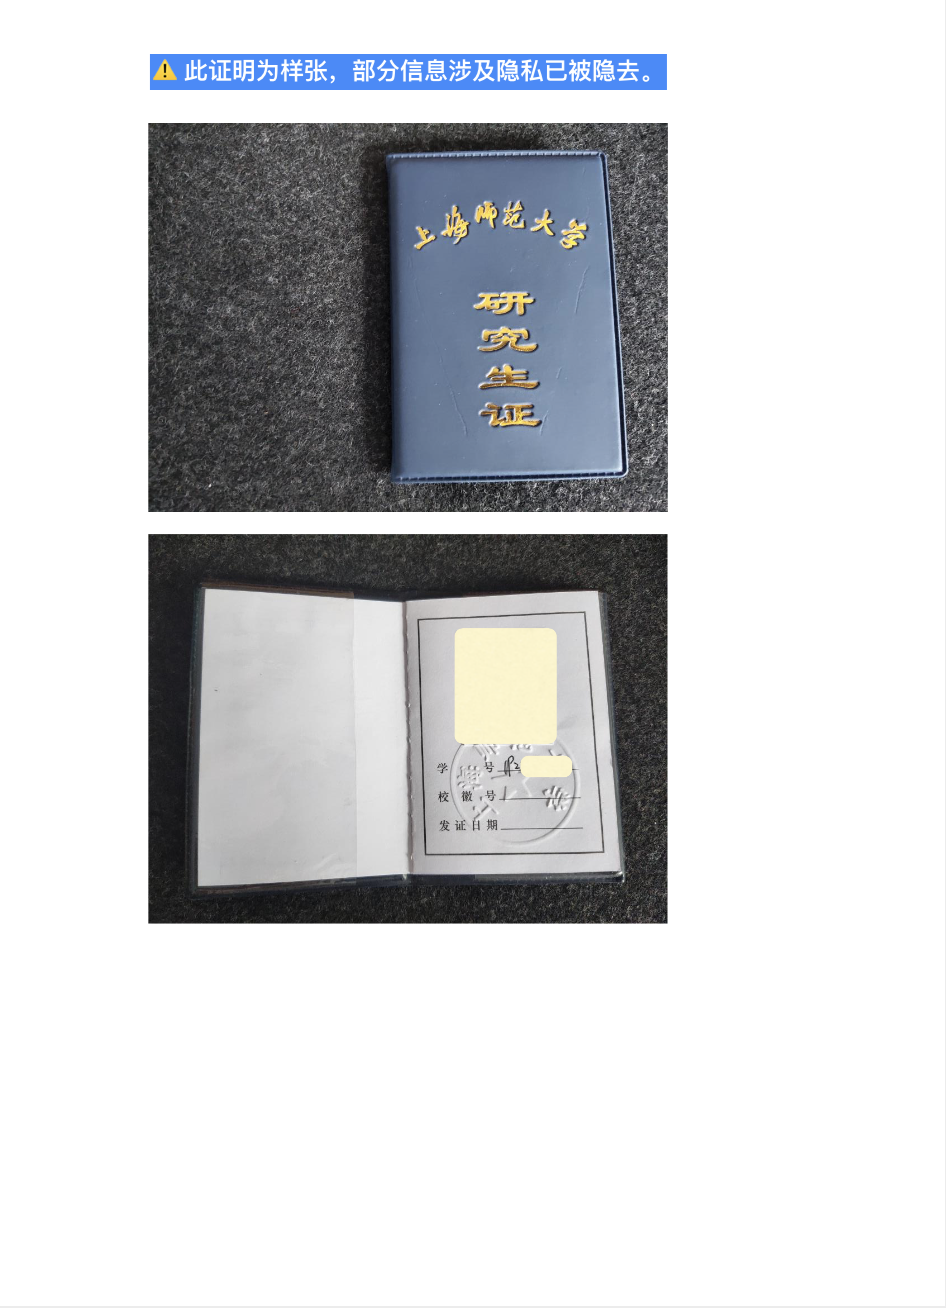 ⚠️ 此证明为样张，部分信息涉及隐私已被隐去。
上海师范大学
研
究
生
证
学 号
校 徽 号
发证日期